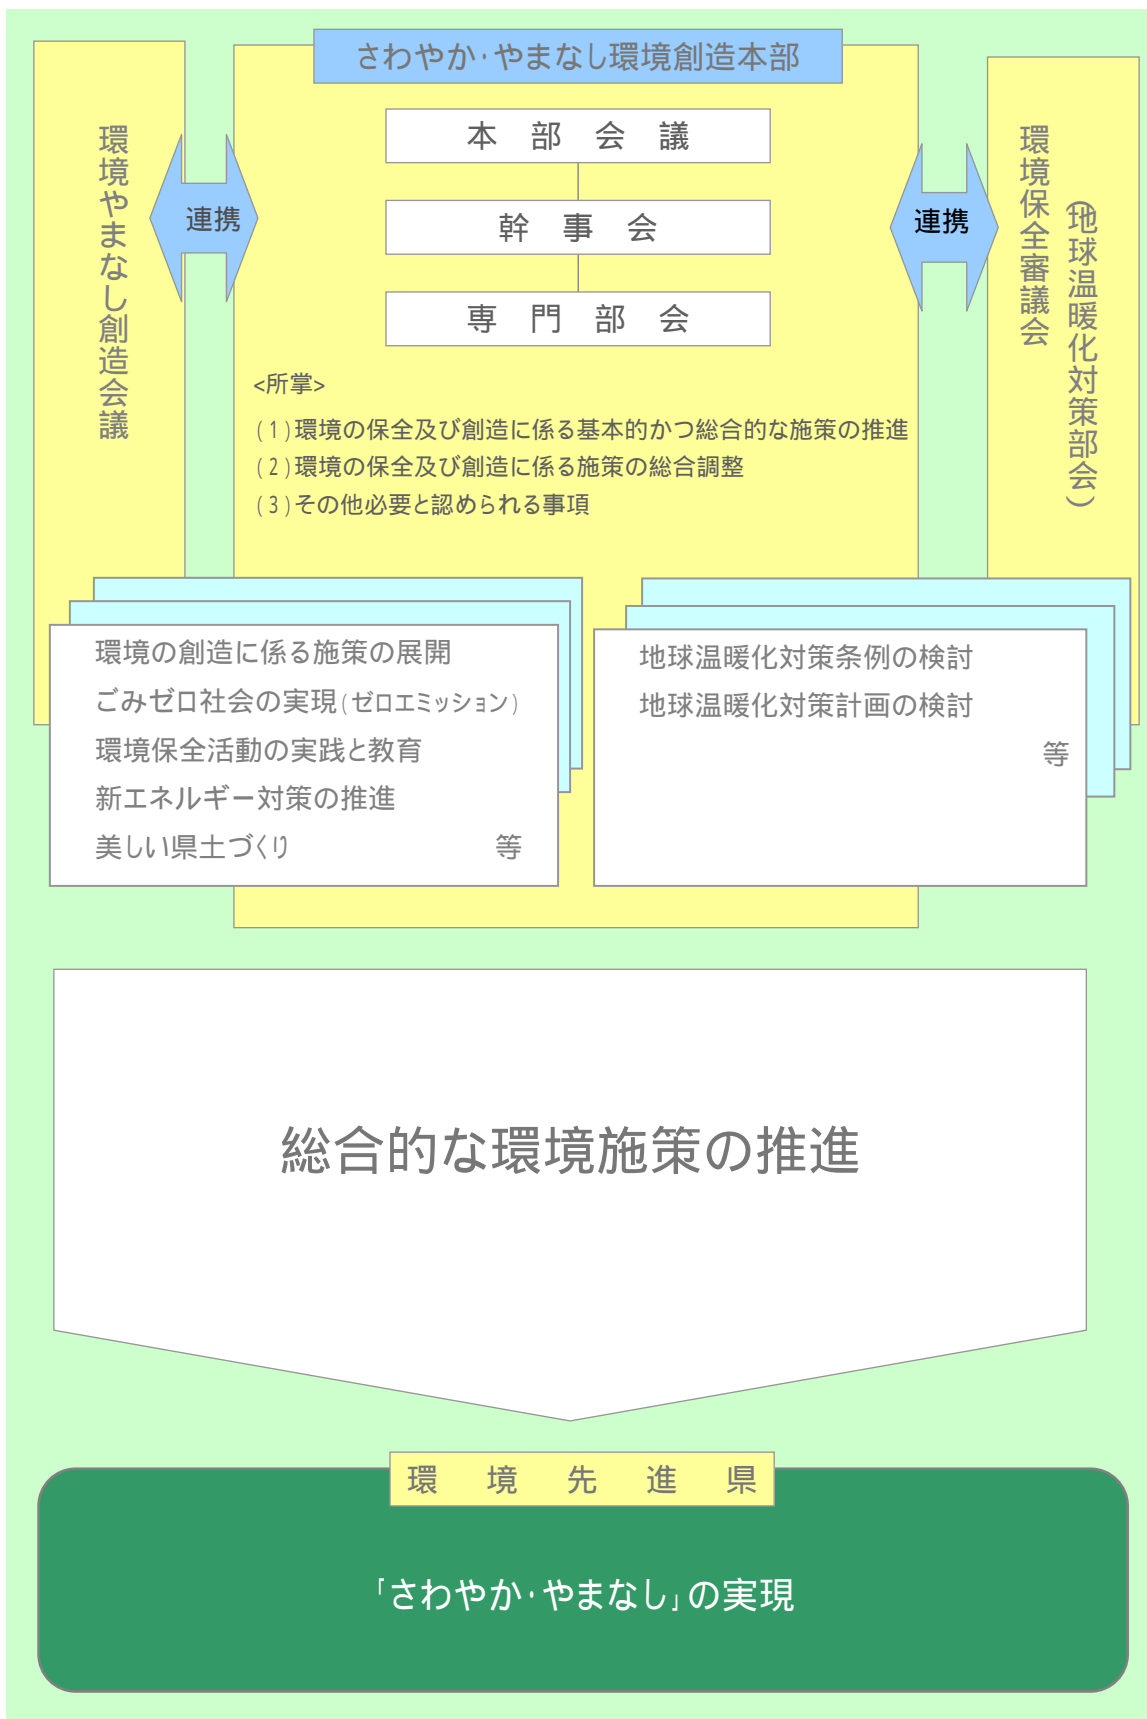 さわやか・やまなし環境創造本部
環境やまなし創造会議
連携
本　部　会　議
幹　事　会
専　門　部　会
連携
環境保全審議会
(地球温暖化対策部会)
<所掌>
(1)環境の保全及び創造に係る基本的かつ総合的な施策の推進
(2)環境の保全及び創造に係る施策の総合調整
(3)その他必要と認められる事項
環境の創造に係る施策の展開
ごみゼロ社会の実現(ゼロエミッション)
環境保全活動の実践と教育
新エネルギー対策の推進
美しい県土づくり　等
地球温暖化対策条例の検討
地球温暖化対策計画の検討
等
総合的な環境施策の推進
環　境　先　進　県
「さわやか・やまなし」の実現